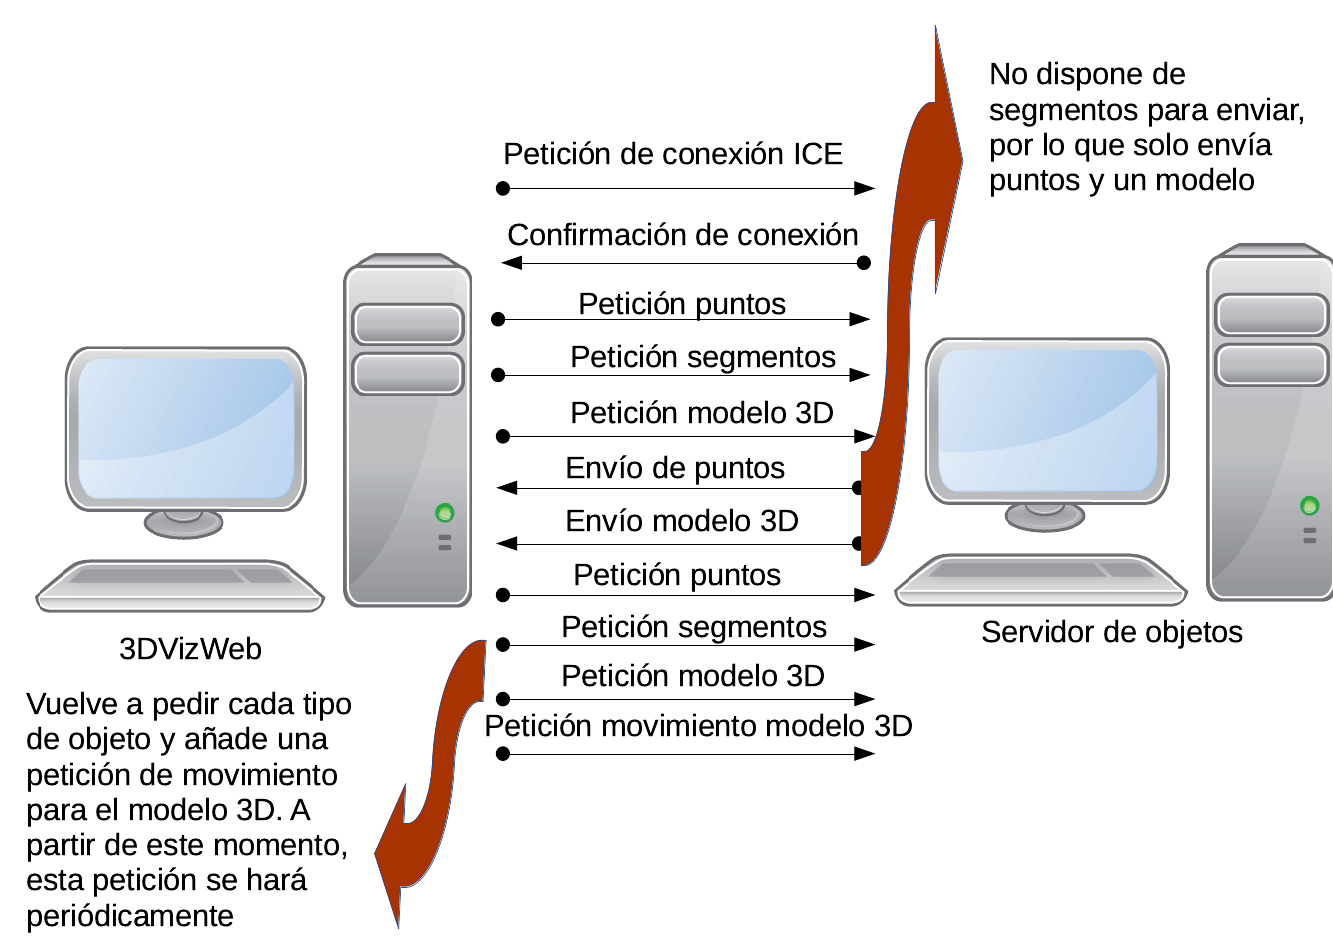 No dispone de
segmentos para enviar,
por lo que solo envía
puntos y un modelo
Petición de conexión ICE
Confirmación de conexión
Petición puntos
Petición segmentos
Petición modelo 3D
Envío de puntos
Envío modelo 3D
Petición puntos
Petición segmentos
Petición modelo 3D
Petición movimiento modelo 3D
3DVizWeb
Servidor de objetos
Vuelve a pedir cada tipo
de objeto y añade una
petición de movimiento
para el modelo 3D. A
partir de este momento,
esta petición se hará
periódicamente